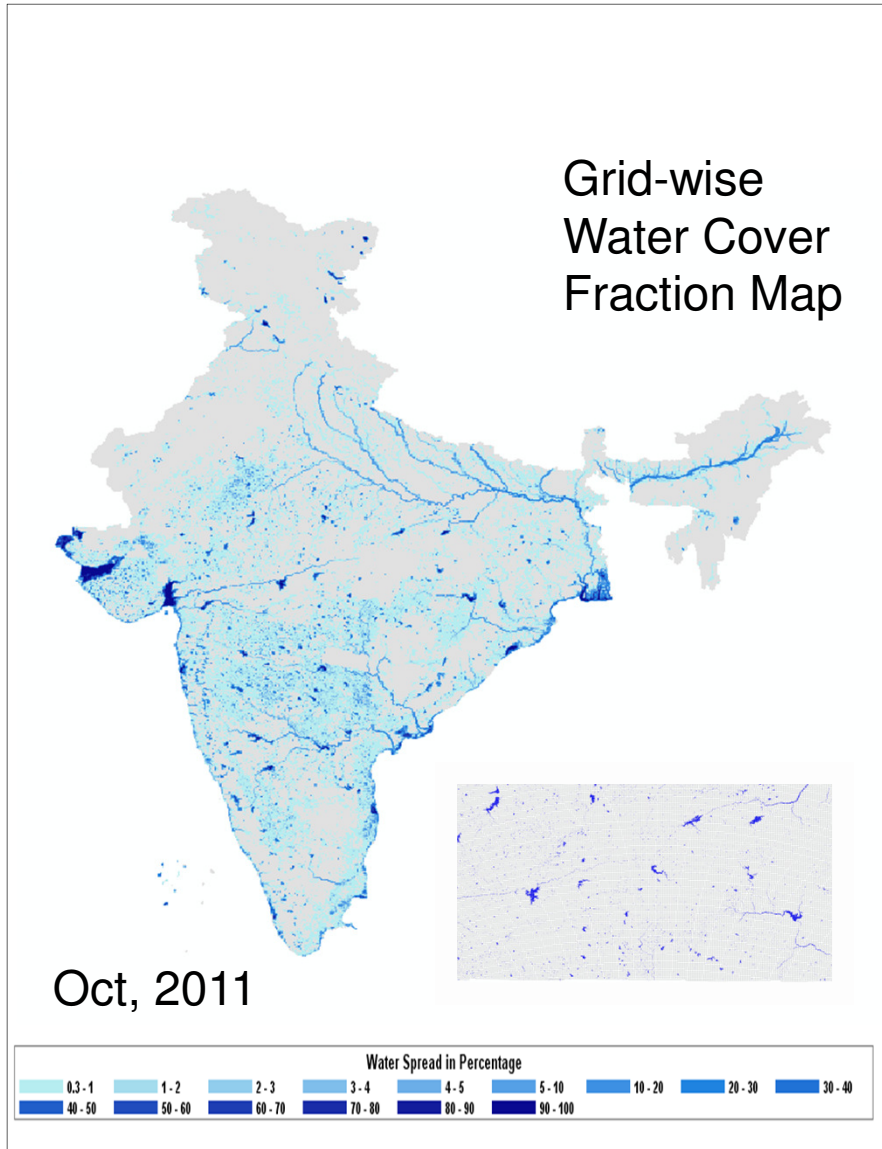 Grid-wise
Water Cover
Fraction Map
Oct, 2011
Water Spread in Percentage
0.3 - 1 1 - 2 2 - 3 3 - 4 4 - 5 5 - 10 10 - 20 20 - 30 30 - 40
40 - 50 50 - 60 60 - 70 70 - 80 80 - 90 90 - 100